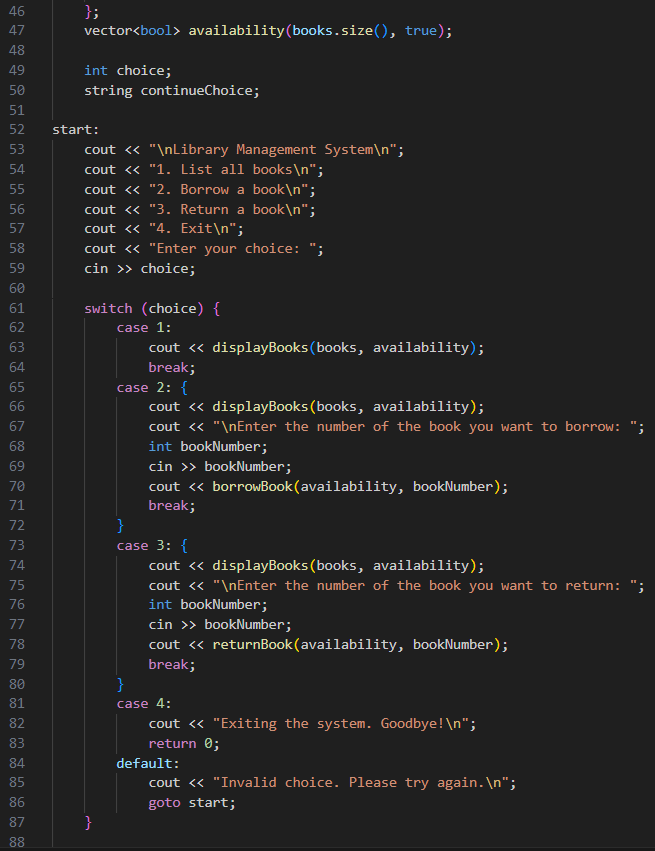 46 };
47 vector<bool> availability(books.size(), true);
48
49 int choice;
50 string continueChoice;
51
52 start:
53 cout << "\nLibrary Management System\n";
54 cout << "1. List all books\n";
55 cout << "2. Borrow a book\n";
56 cout << "3. Return a book\n";
57 cout << "4. Exit\n";
58 cout << "Enter your choice: ";
59 cin >> choice;
60
61 switch (choice) {
62 case 1:
63 cout << displayBooks(books, availability);
64 break;
65 case 2: {
66 cout << displayBooks(books, availability);
67 cout << "\nEnter the number of the book you want to borrow: ";
68 int bookNumber;
69 cin >> bookNumber;
70 cout << borrowBook(availability, bookNumber);
71 break;
72 }
73 case 3: {
74 cout << displayBooks(books, availability);
75 cout << "\nEnter the number of the book you want to return: ";
76 int bookNumber;
77 cin >> bookNumber;
78 cout << returnBook(availability, bookNumber);
79 break;
80 }
81 case 4:
82 cout << "Exiting the system. Goodbye!\n";
83 return 0;
84 default:
85 cout << "Invalid choice. Please try again.\n";
86 goto start;
87 }
88